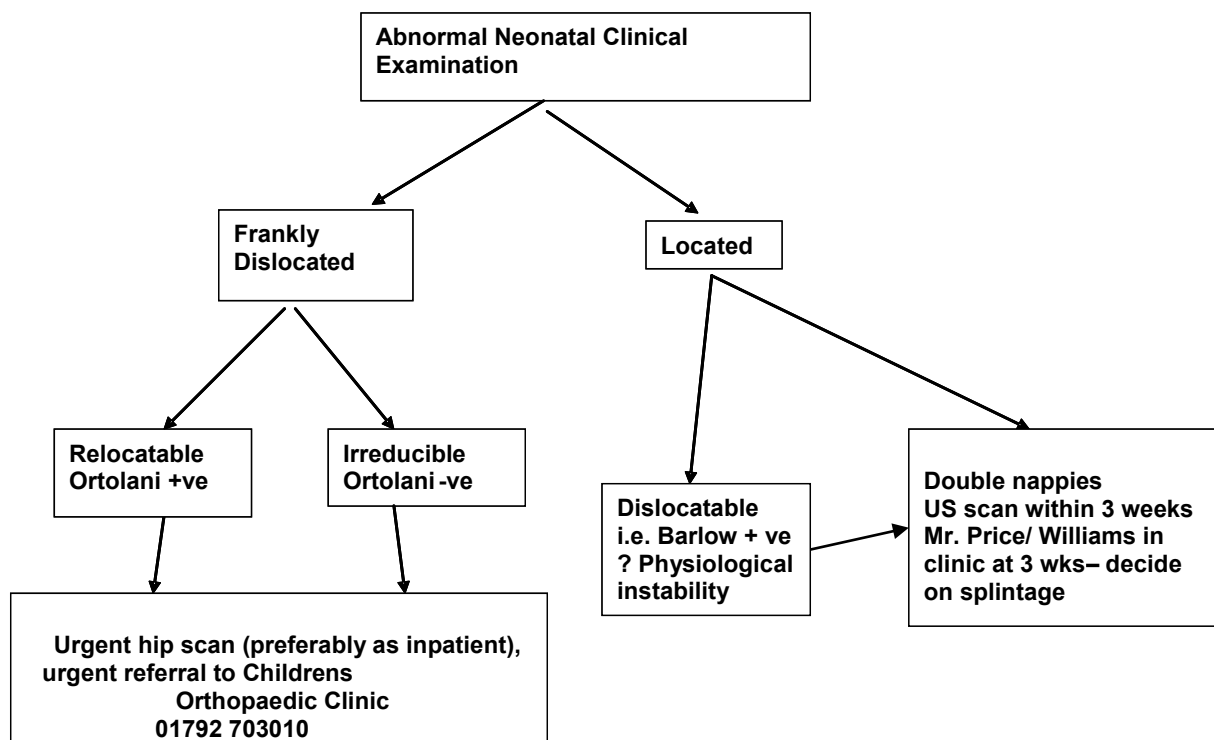 Abnormal Neonatal Clinical
Examination
Frankly
Dislocated
Located
Relocatable
Ortolani +ve
Irreducible
Ortolani -ve
Dislocatable
i.e. Barlow + ve
? Physiological
instability
Double nappies
US scan within 3 weeks
Mr. Price/ Williams in
clinic at 3 wks– decide
on splintage
Urgent hip scan (preferably as inpatient),
urgent referral to Childrens
Orthopaedic Clinic
01792 703010